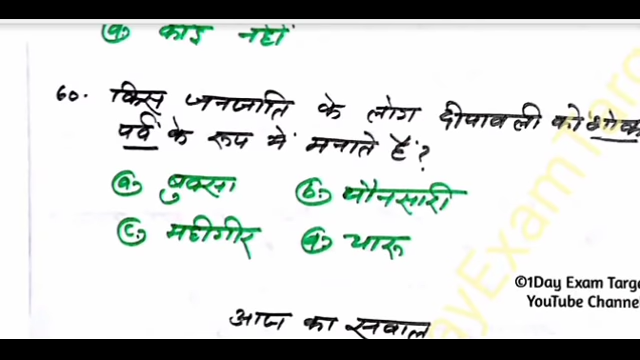 (d) कोई नहीं
60. किस जनजाति के लोग दीपावली को शोक
पर्व के रूप में मनाते हैं?
(a) बुक्सा (b) जौनसारी
(c) महीगीर (d) थारू
©1Day Exam Targe
YouTube Channe
आज का सवाल